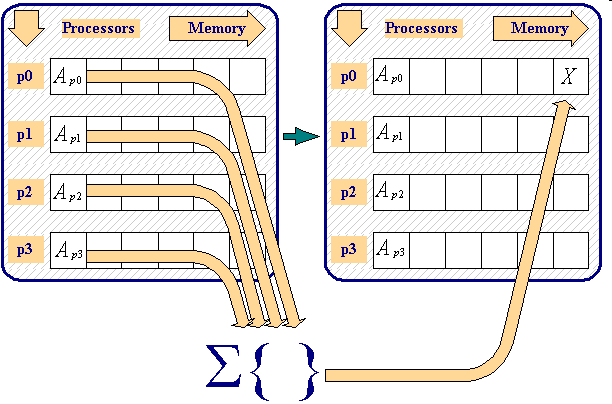 Processors Memory
p0 A p0
p1 A p1
p2 A p2
p3 A p3
Processors Memory
p0 A p0 X
p1 A p1
p2 A p2
p3 A p3
Σ { }